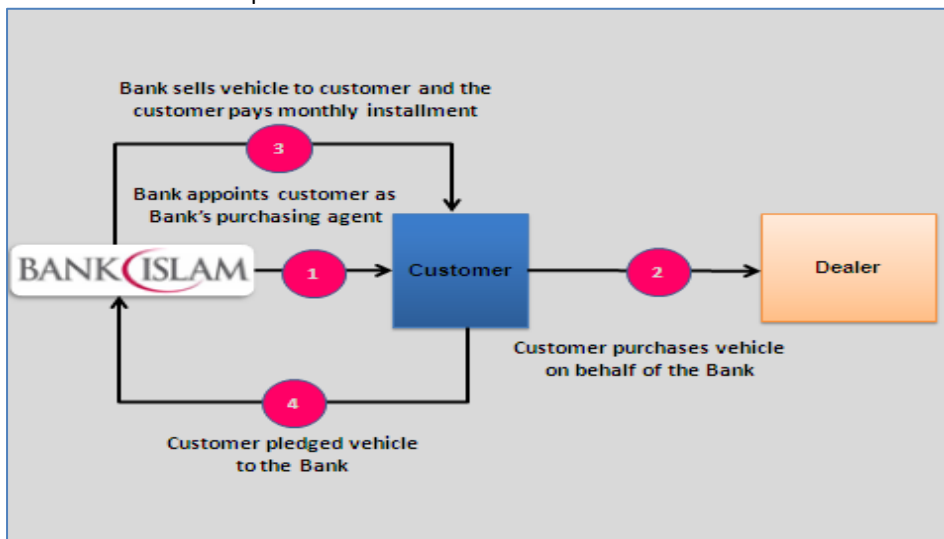 Bank sells vehicle to customer and the
customer pays monthly installment
3
Bank appoints customer as
Bank's purchasing agent
BANK ISLAM
1
Customer
2
Dealer
Customer purchases vehicle
on behalf of the Bank
4
Customer pledged vehicle
to the Bank